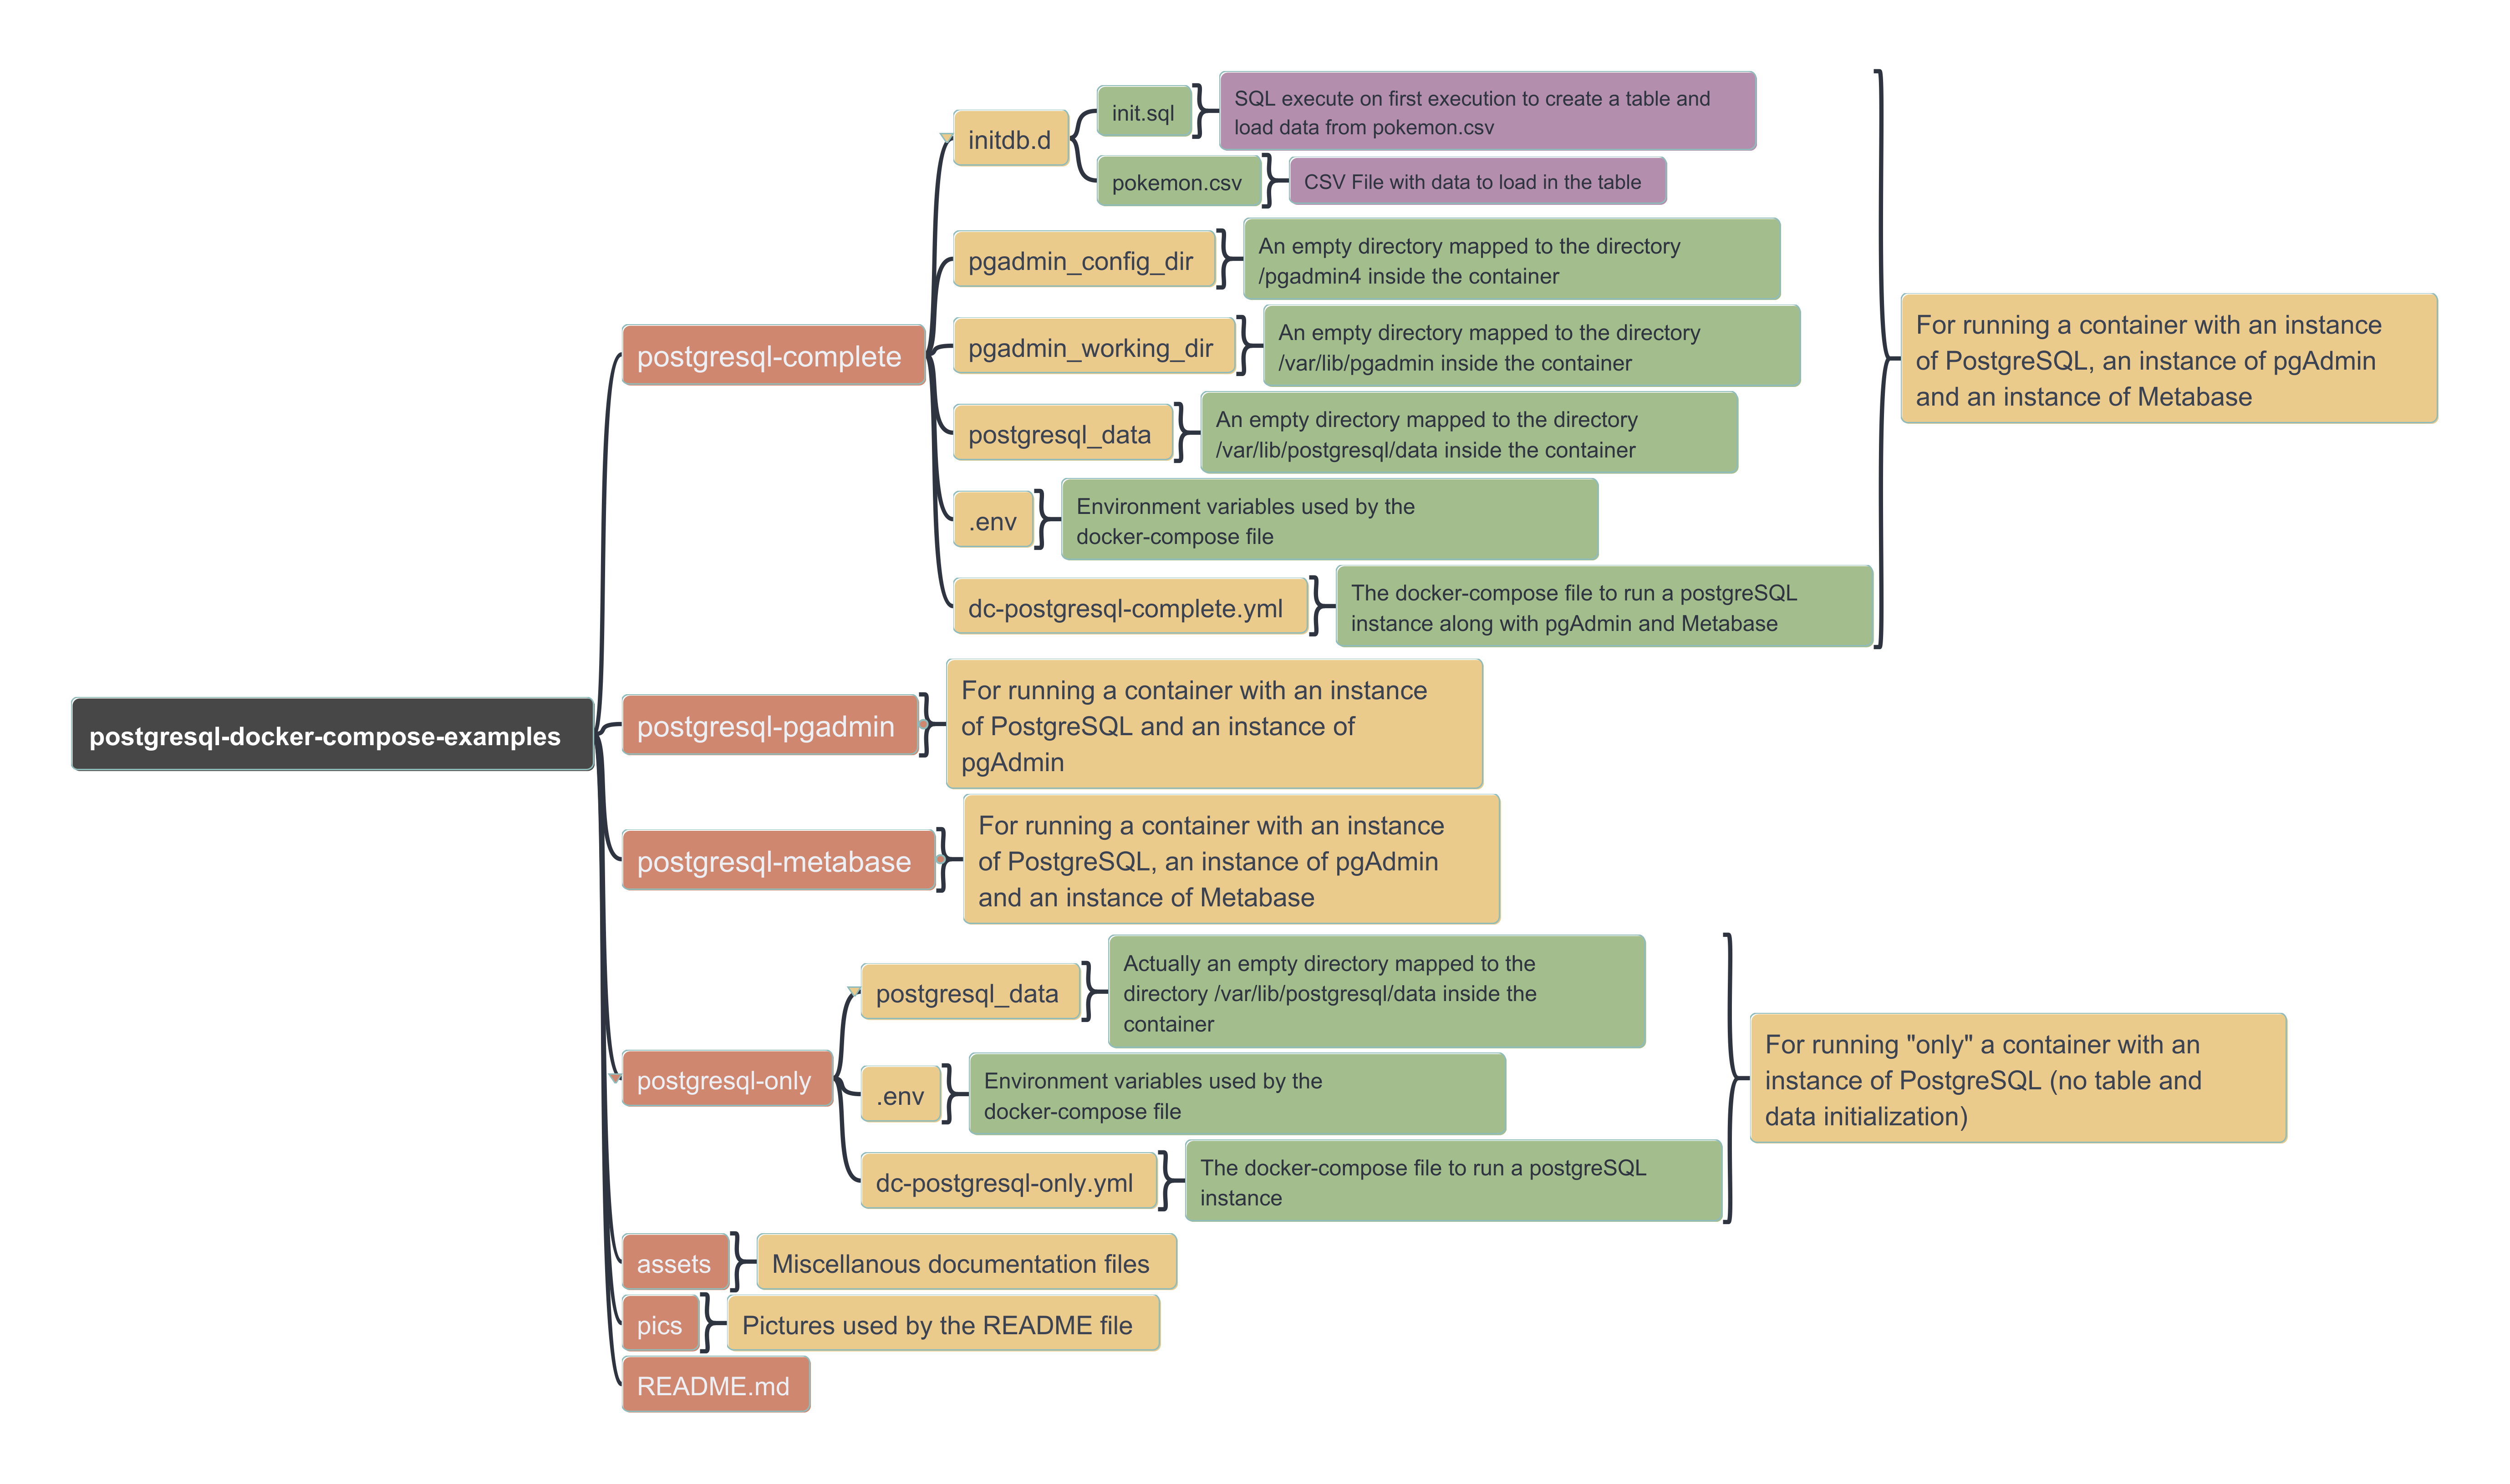 postgresql-docker-compose-examples
postgresql-complete
initdb.d
init.sql
SQL execute on first execution to create a table and
load data from pokemon.csv
pokemon.csv
CSV File with data to load in the table
pgadmin_config_dir
An empty directory mapped to the directory
/pgadmin4 inside the container
pgadmin_working_dir
An empty directory mapped to the directory
/var/lib/pgadmin inside the container
postgresql_data
An empty directory mapped to the directory
/var/lib/postgresql/data inside the container
.env
Environment variables used by the
docker-compose file
dc-postgresql-complete.yml
The docker-compose file to run a postgreSQL
instance along with pgAdmin and Metabase
For running a container with an instance
of PostgreSQL, an instance of pgAdmin
and an instance of Metabase
postgresql-pgadmin
For running a container with an instance
of PostgreSQL and an instance of
pgAdmin
postgresql-metabase
For running a container with an instance
of PostgreSQL, an instance of pgAdmin
and an instance of Metabase
postgresql-only
postgresql_data
Actually an empty directory mapped to the
directory /var/lib/postgresql/data inside the
container
.env
Environment variables used by the
docker-compose file
dc-postgresql-only.yml
The docker-compose file to run a postgreSQL
instance
For running "only" a container with an
instance of PostgreSQL (no table and
data initialization)
assets
Miscellanous documentation files
pics
Pictures used by the README file
README.md